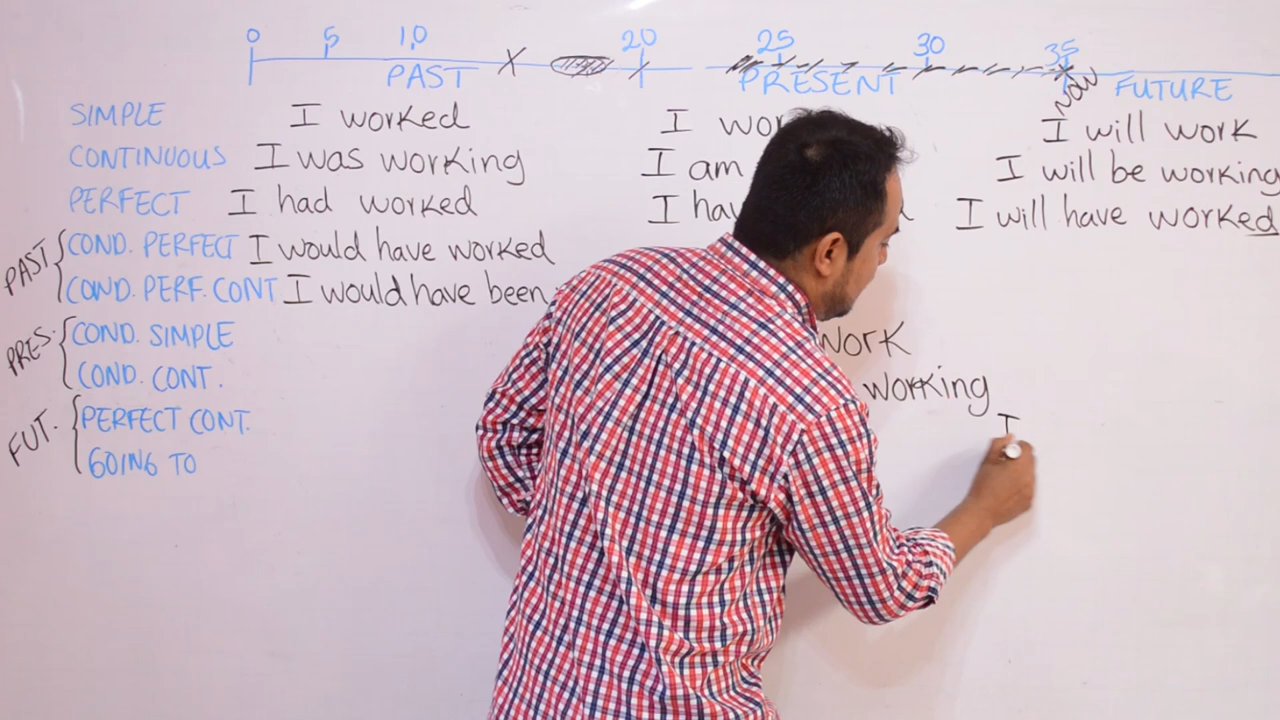 0 5 10 20 25 30 35
PAST PRESENT NOW FUTURE
SIMPLE I worked I I will work
CONTINUOUS I was working I am I will be working
PERFECT I had worked I I will have worked
PAST COND. PERFECT I would have worked
COND. PERF. CONT I would have been
PRES. COND. SIMPLE work
COND. CONT. working
FUT. PERFECT CONT. I
GOING TO